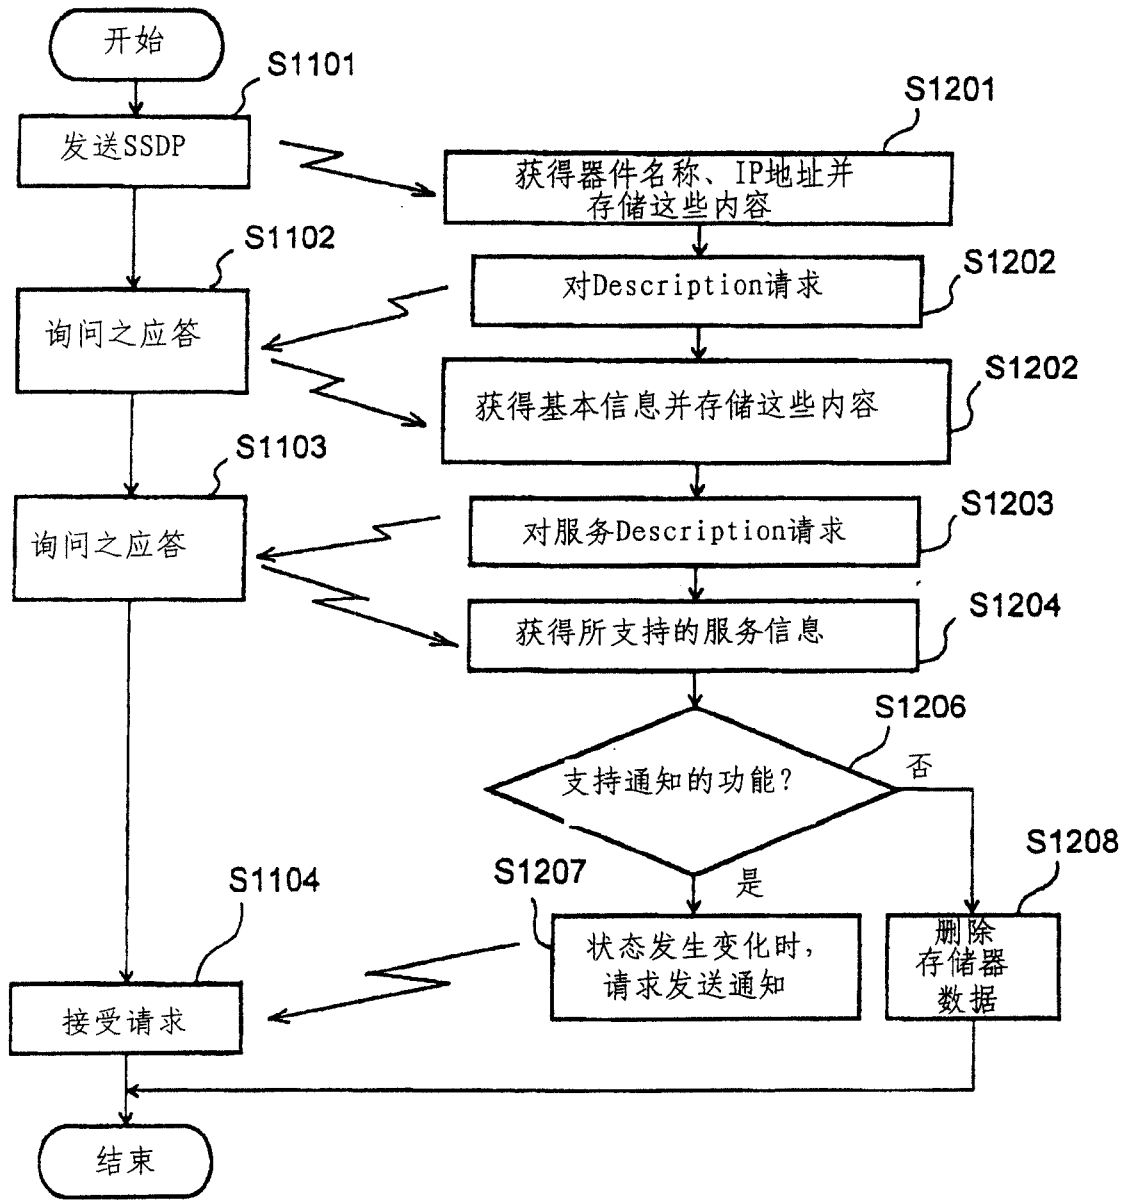 开始
S1101
发送SSDP
S1201
获得器件名称、IP地址并
存储这些内容
S1102
S1202
对Description请求
询问之应答
S1202
获得基本信息并存储这些内容
S1103
S1203
对服务Description请求
询问之应答
S1204
获得所支持的服务信息
S1206
支持通知的功能?
否
S1208
S1207
是
S1104
状态发生变化时,
请求发送通知
删除
存储器
数据
接受请求
结束